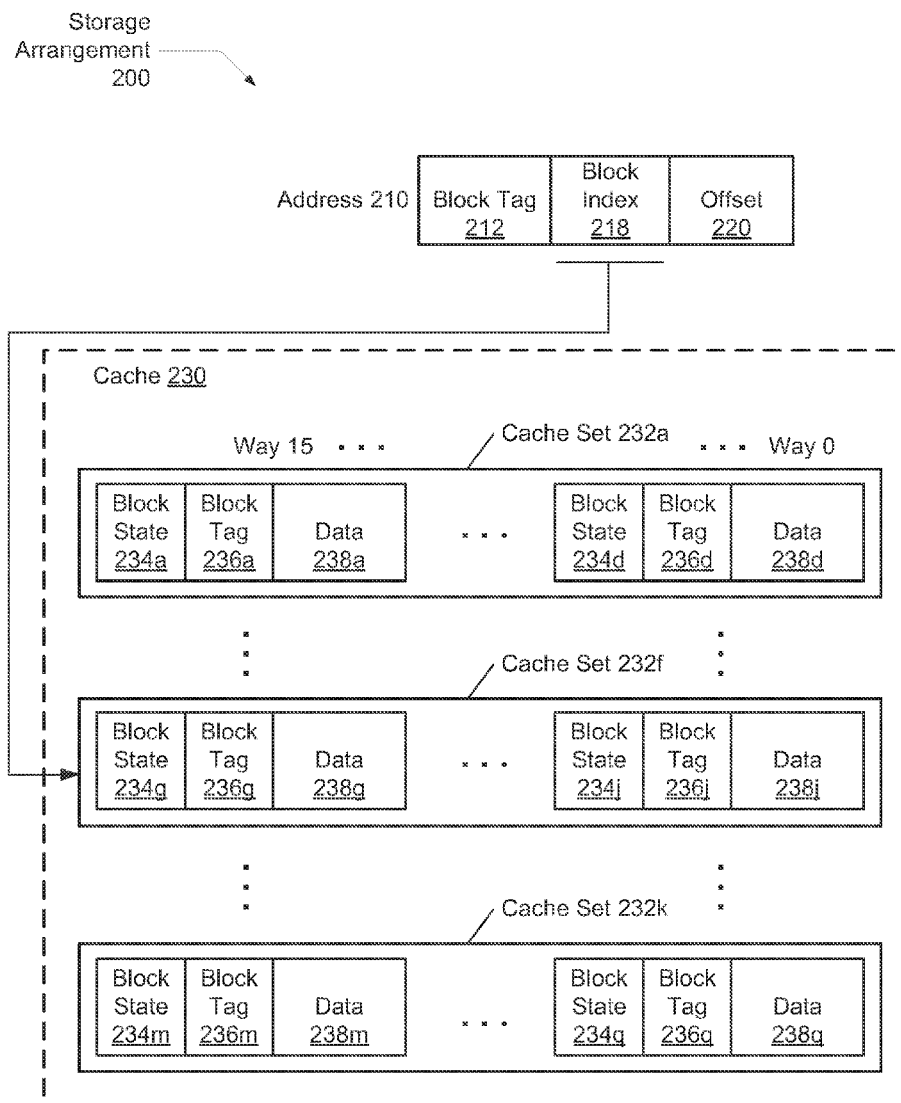 Storage
Arrangement
200
Address 210
Block Tag
212
Block
Index
218
Offset
220
Cache 230
Cache Set 232a
Way 15 . . .
. . . Way 0
Block
State
234a
Block
Tag
236a
Data
238a
. . .
Block
State
234d
Block
Tag
236d
Data
238d
Cache Set 232f
Block
State
234g
Block
Tag
236g
Data
238g
. . .
Block
State
234j
Block
Tag
236j
Data
238j
Cache Set 232k
Block
State
234m
Block
Tag
236m
Data
238m
. . .
Block
State
234q
Block
Tag
236q
Data
238q